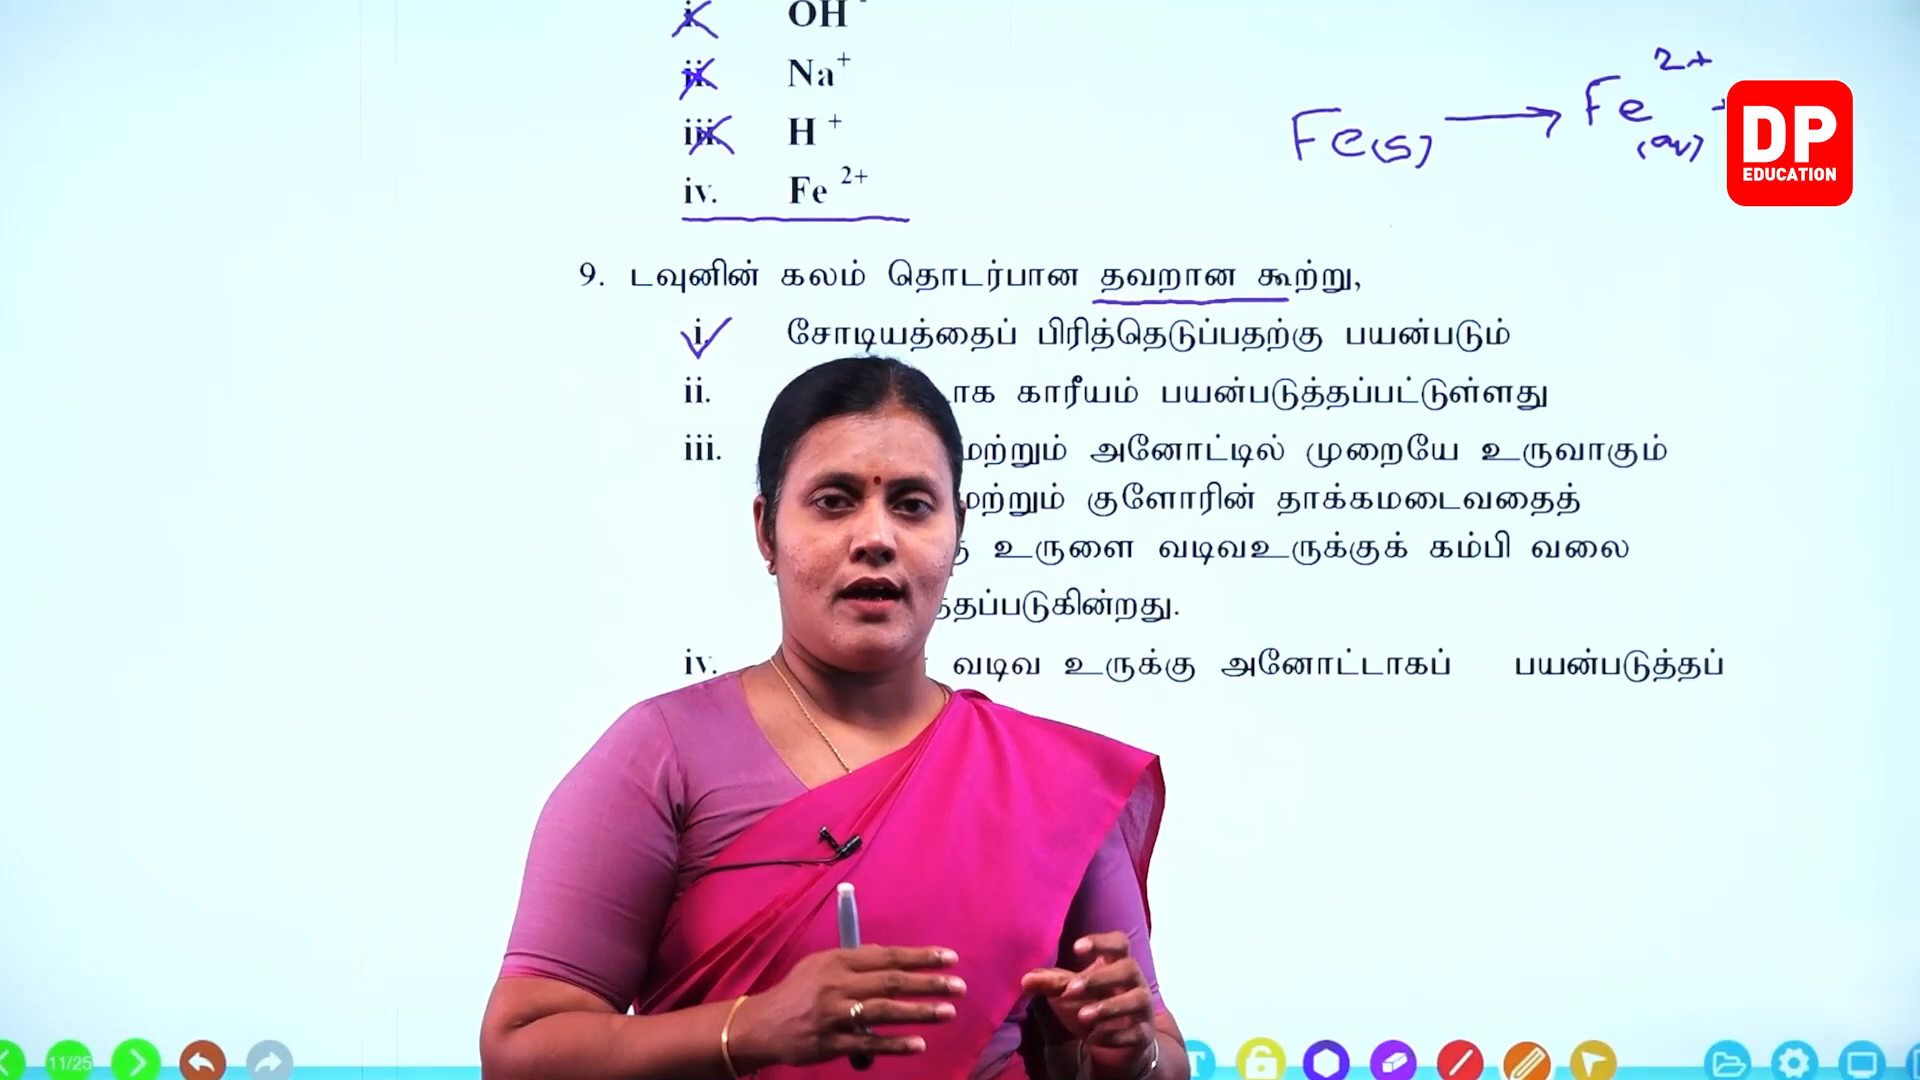 i. OH -
ii. Na+
iii. H +
iv. Fe 2+
Fe(s) → Fe2+(aq) +
DP
EDUCATION
9. டவுனின் கலம் தொடர்பான தவறான கூற்று,
i. சோடியத்தைப் பிரித்தெடுப்பதற்கு பயன்படும்
ii. ாக காரீயம் பயன்படுத்தப்பட்டுள்ளது
iii. மற்றும் அனோட்டில் முறையே உருவாகும்
மற்றும் குளோரின் தாக்கமடைவதைத்
உருளை வடிவஉருக்குக் கம்பி வலை
த்தப்படுகின்றது.
iv. வடிவ உருக்கு அனோட்டாகப் பயன்படுத்தப்
11/25
T